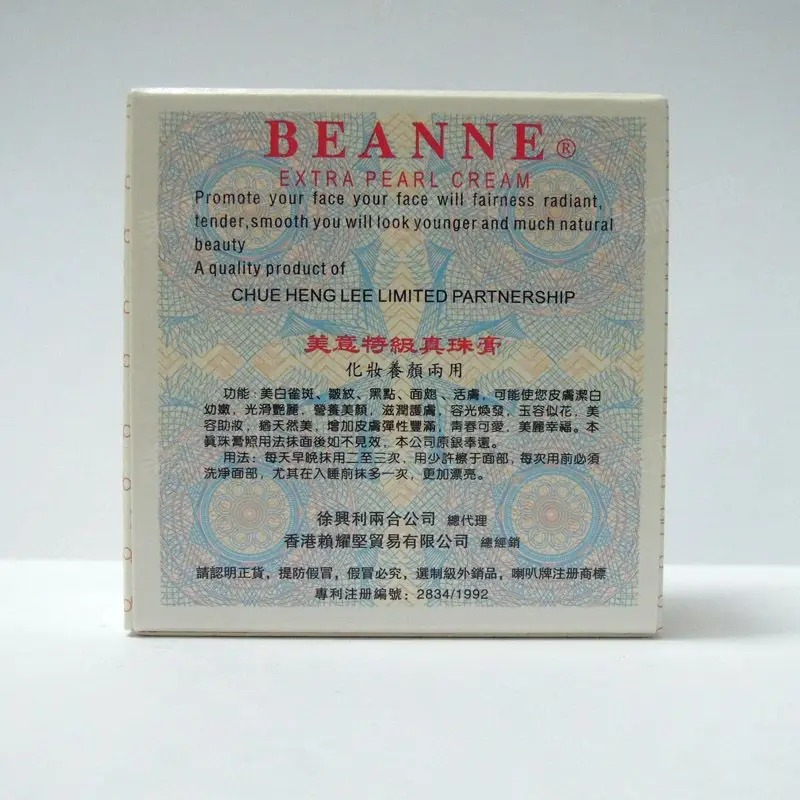 BEANNE®
EXTRA PEARL CREAM
Promote your face your face will fairness radiant,
tender,smooth you will look younger and much natural
beauty
A quality product of
CHUE HENG LEE LIMITED PARTNERSHIP
美意特級真珠膏
化妝養顏兩用
功能：美白雀斑、皺紋、黑點、面皰、活膚，可能使您皮膚潔白
幼嫩，光滑艷麗，營養美顏，滋潤護膚，容光煥發，玉容似花，美
容助妝，猶天然美，增加皮膚彈性豐滿，青春可愛，美麗幸福。本
真珠膏照用法抹面後如不見效，本公司原銀奉還。
用法：每天早晚抹用二至三次，用少許擦于面部，每次用前必須
洗淨面部，尤其在入睡前抹多一次，更加漂亮。
徐興利兩合公司 總代理
香港賴耀堅貿易有限公司 總經銷
請認明正貨，提防假冒，假冒必究，選制級外銷品，喇叭牌注册商標
專利注册編號：2834/1992